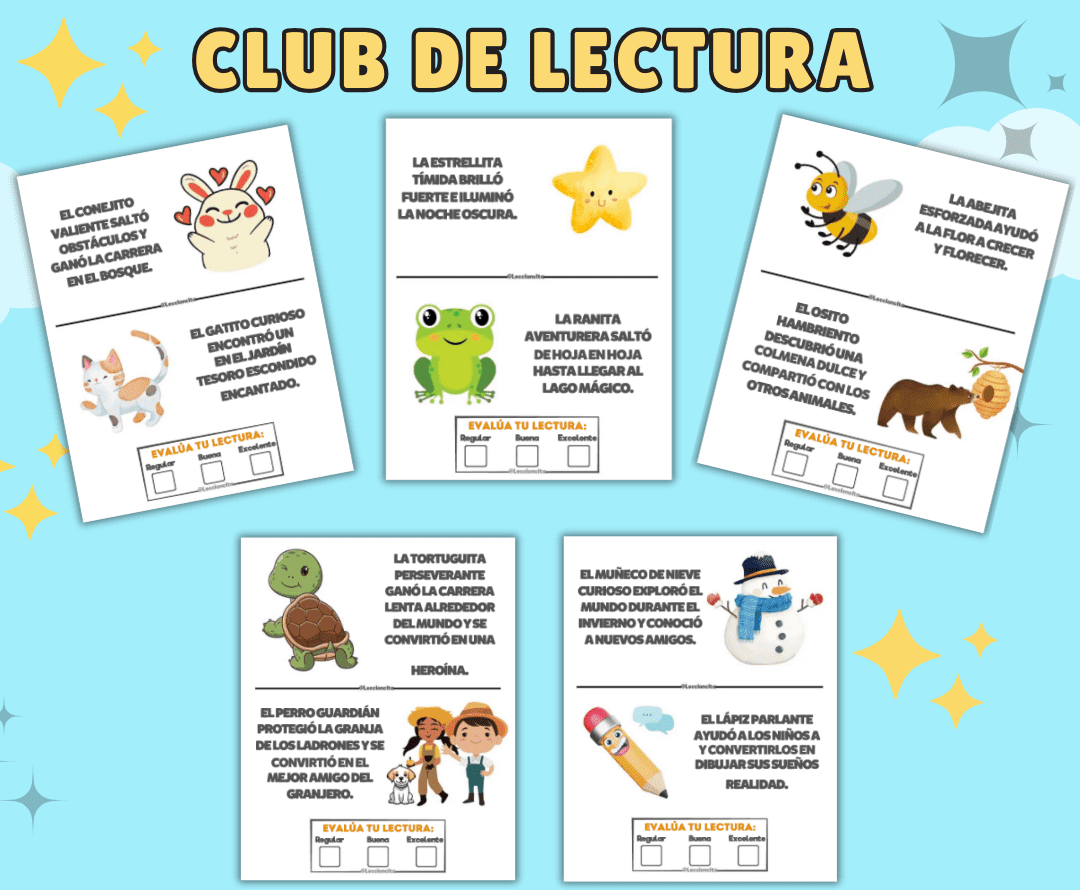 CLUB DE LECTURA
EL CONEJITO
VALIENTE SALTÓ
OBSTÁCULOS Y
GANÓ LA CARRERA
EN EL BOSQUE.
@Leccioncita
EL GATITO CURIOSO
ENCONTRÓ UN
EN EL JARDÍN
TESORO ESCONDIDO
ENCANTADO.
EVALÚA TU LECTURA:
Regular Buena Excelente
@Leccioncita
LA ESTRELLITA
TÍMIDA BRILLÓ
FUERTE E ILUMINÓ
LA NOCHE OSCURA.
@Leccioncita
LA RANITA
AVENTURERA SALTÓ
DE HOJA EN HOJA
HASTA LLEGAR AL
LAGO MÁGICO.
EVALÚA TU LECTURA:
Regular Buena Excelente
@Leccioncita
LA ABEJITA
ESFORZADA AYUDÓ
A LA FLOR A CRECER
Y FLORECER.
@Leccioncita
EL OSITO
HAMBRIENTO
DESCUBRIÓ UNA
COLMENA DULCE Y
COMPARTIÓ CON LOS
OTROS ANIMALES.
EVALÚA TU LECTURA:
Regular Buena Excelente
@Leccioncita
LA TORTUGUITA
PERSEVERANTE
GANÓ LA CARRERA
LENTA ALREDEDOR
DEL MUNDO Y SE
CONVIRTIÓ EN UNA
HEROÍNA.
@Leccioncita
EL PERRO GUARDIÁN
PROTEGIÓ LA GRANJA
DE LOS LADRONES Y SE
CONVIRTIÓ EN EL
MEJOR AMIGO DEL
GRANJERO.
EVALÚA TU LECTURA:
Regular Buena Excelente
@Leccioncita
EL MUÑECO DE NIEVE
CURIOSO EXPLORÓ EL
MUNDO DURANTE EL
INVIERNO Y CONOCIÓ
A NUEVOS AMIGOS.
@Leccioncita
EL LÁPIZ PARLANTE
AYUDÓ A LOS NIÑOS A
Y CONVERTIRLOS EN
DIBUJAR SUS SUEÑOS
REALIDAD.
EVALÚA TU LECTURA:
Regular Buena Excelente
@Leccioncita